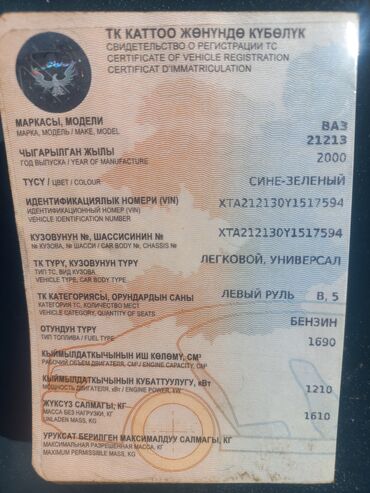 ТК КАТТОО ЖӨНҮНДӨ КҮБӨЛҮК
СВИДЕТЕЛЬСТВО О РЕГИСТРАЦИИ ТС
CERTIFICATE OF VEHICLE REGISTRATION
CERTIFICAT D'IMMATRICULATION
МАРКАСЫ, МОДЕЛИ
МАРКА, МОДЕЛЬ / MAKE, MODEL
ВАЗ
21213
ЧЫГАРЫЛГАН ЖЫЛЫ
ГОД ВЫПУСКА / YEAR OF MANUFACTURE
2000
ТҮСҮ / ЦВЕТ / COLOUR
СИНЕ-ЗЕЛЕНЫЙ
ИДЕНТИФИКАЦИЯЛЫК НОМЕРИ (VIN)
ИДЕНТИФИКАЦИОННЫЙ НОМЕР (VIN)
VEHICLE IDENTIFICATION NUMBER
XTA212130Y1517594
КУЗОВУНУН №, ШАССИСИНИН №
№ КУЗОВА, № ШАССИ / CAR BODY №, CHASSIS №
XTA212130Y1517594
ТК ТҮРҮ, КУЗОВУНУН ТҮРҮ
ТИП ТС, ВИД КУЗОВА
VEHICLE TYPE, CAR BODY TYPE
ЛЕГКОВОЙ, УНИВЕРСАЛ
ТК КАТЕГОРИЯСЫ, ОРУНДАРДЫН САНЫ
КАТЕГОРИЯ ТС, КОЛИЧЕСТВО МЕСТ
VEHICLE CATEGORY, QUANTITY OF SEATS
ЛЕВЫЙ РУЛЬ В, 5
ОТУНДУН ТҮРҮ
ТИП ТОПЛИВА / FUEL TYPE
БЕНЗИН
КЫЙМЫЛДАТКЫЧЫНЫН ИШ КӨЛӨМҮ, СМ³
РАБОЧИЙ ОБЪЕМ ДВИГАТЕЛЯ, СМ³ / ENGINE CAPACITY, CM³
1690
КЫЙМЫЛДАТКЫЧЫНЫН КУБАТТУУЛУГУ, кВт
МОЩНОСТЬ ДВИГАТЕЛЯ, кВт / ENGINE POWER, kW
ЖҮКСҮЗ САЛМАГЫ, КГ
МАССА БЕЗ НАГРУЗКИ, КГ
UNLADEN MASS, KG
1210
УРУКСАТ БЕРИЛГЕН МАКСИМАЛДУУ САЛМАГЫ, КГ
МАКСИМАЛЬНАЯ РАЗРЕШЕННАЯ МАССА, КГ
MAXIMUM PERMISSIBLE MASS, KG
1610